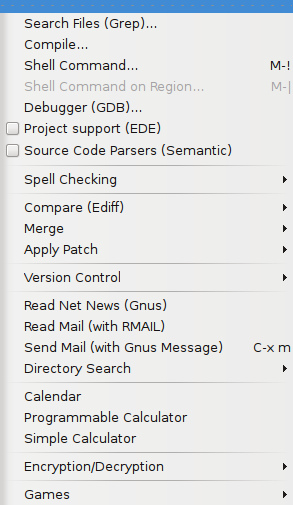 Search Files (Grep)...
Compile...
Shell Command... M-!
Shell Command on Region... M-|
Debugger (GDB)...
Project support (EDE)
Source Code Parsers (Semantic)
Spell Checking
Compare (Ediff)
Merge
Apply Patch
Version Control
Read Net News (Gnus)
Read Mail (with RMAIL)
Send Mail (with Gnus Message) C-x m
Directory Search
Calendar
Programmable Calculator
Simple Calculator
Encryption/Decryption
Games